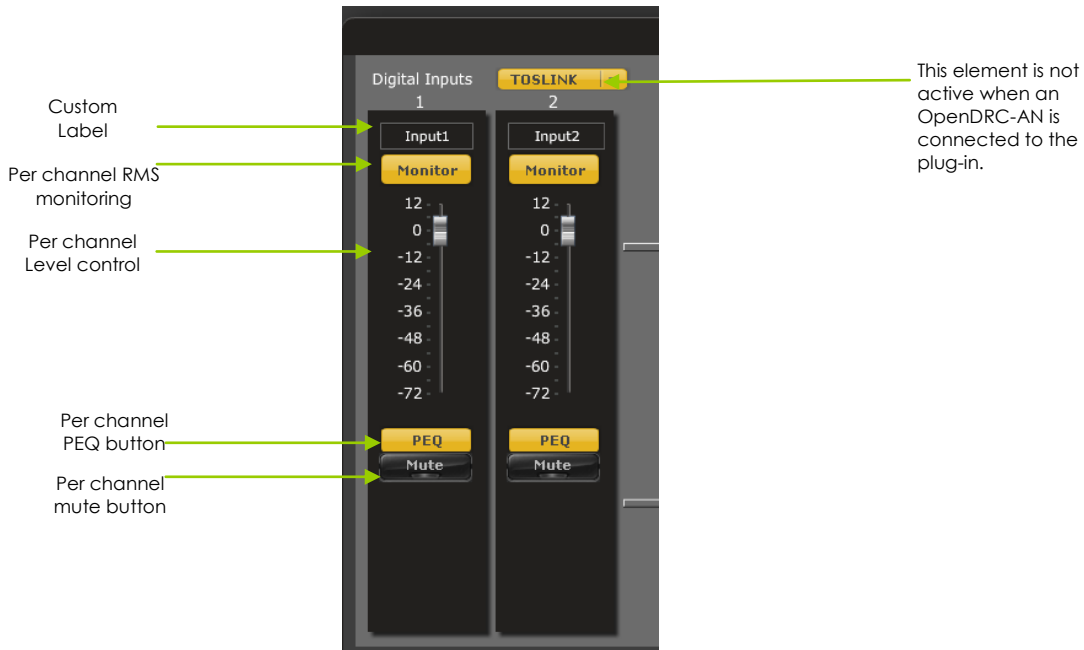 Digital Inputs TOSLINK
1 2
Input1 Input2
Monitor Monitor
12 12
0 0
-12 -12
-24 -24
-36 -36
-48 -48
-60 -60
-72 -72
PEQ PEQ
Mute Mute
Custom
Label
Per channel RMS
monitoring
Per channel
Level control
Per channel
PEQ button
Per channel
mute button
This element is not
active when an
OpenDRC-AN is
connected to the
plug-in.